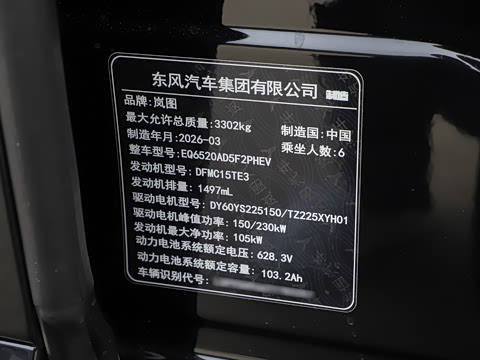 东风汽车集团有限公司 制造
品牌:岚图
最大允许总质量:3302kg 制造国:中国
制造年月:2026-03 乘坐人数:6
整车型号:EQ6520AD5F2PHEV
发动机型号:DFMC15TE3
发动机排量:1497mL
驱动电机型号:DY60YS225150/TZ225XYH01
驱动电机峰值功率:150/230kW
发动机最大净功率:105kW
动力电池系统额定电压:628.3V
动力电池系统额定容量:103.2Ah
车辆识别代号: